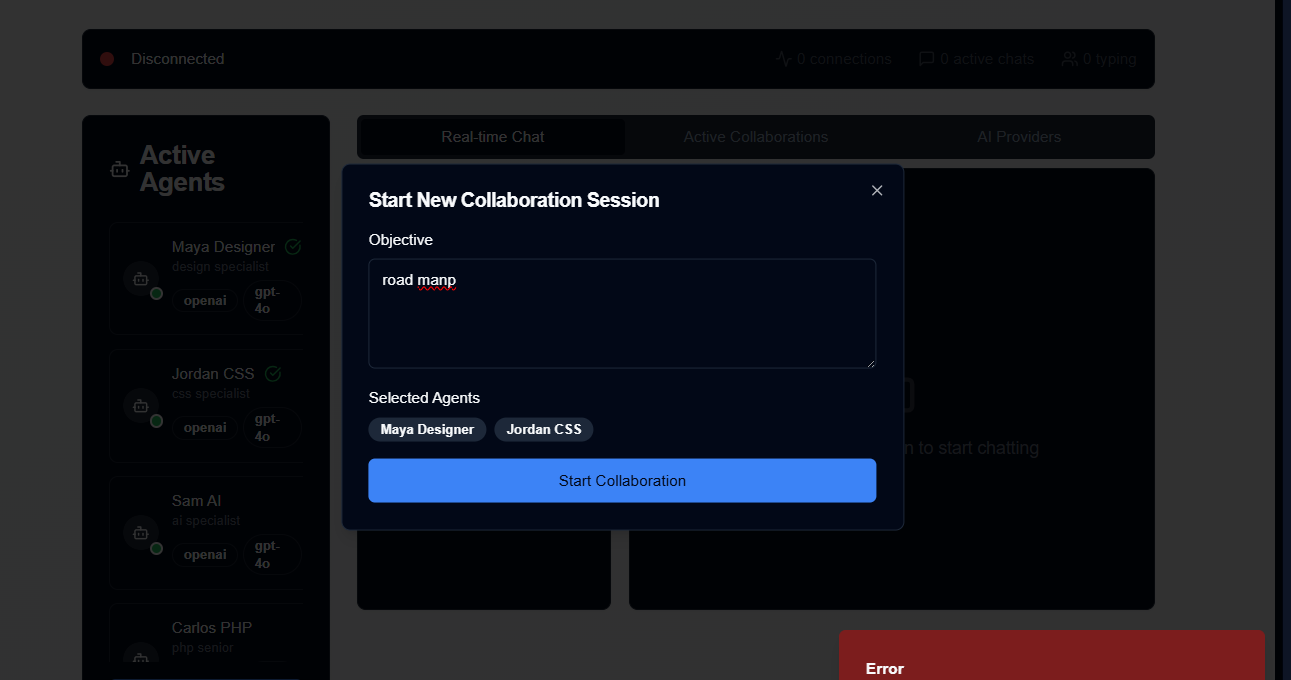 Disconnected
0 connections
0 active chats
0 typing
Active
Agents
Maya Designer
design specialist
openai
gpt-
4o
Jordan CSS
css specialist
openai
gpt-
4o
Sam AI
ai specialist
openai
gpt-
4o
Carlos PHP
php senior
Real-time Chat
Active Collaborations
AI Providers
Start New Collaboration Session
Objective
road manp
Selected Agents
Maya Designer
Jordan CSS
Start Collaboration
n to start chatting
Error